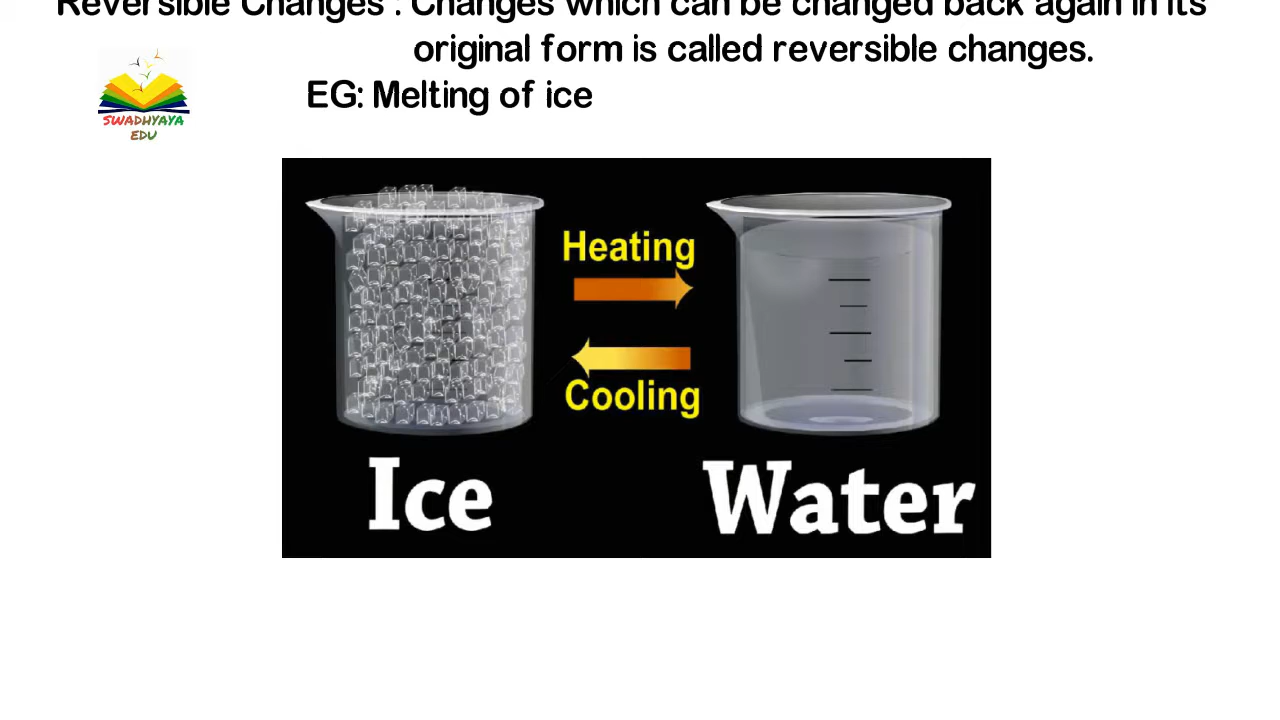 Reversible Changes : Changes which can be changed back again in its
original form is called reversible changes.
EG: Melting of ice
SWADHYAYA
EDU
Heating
Cooling
Ice
Water